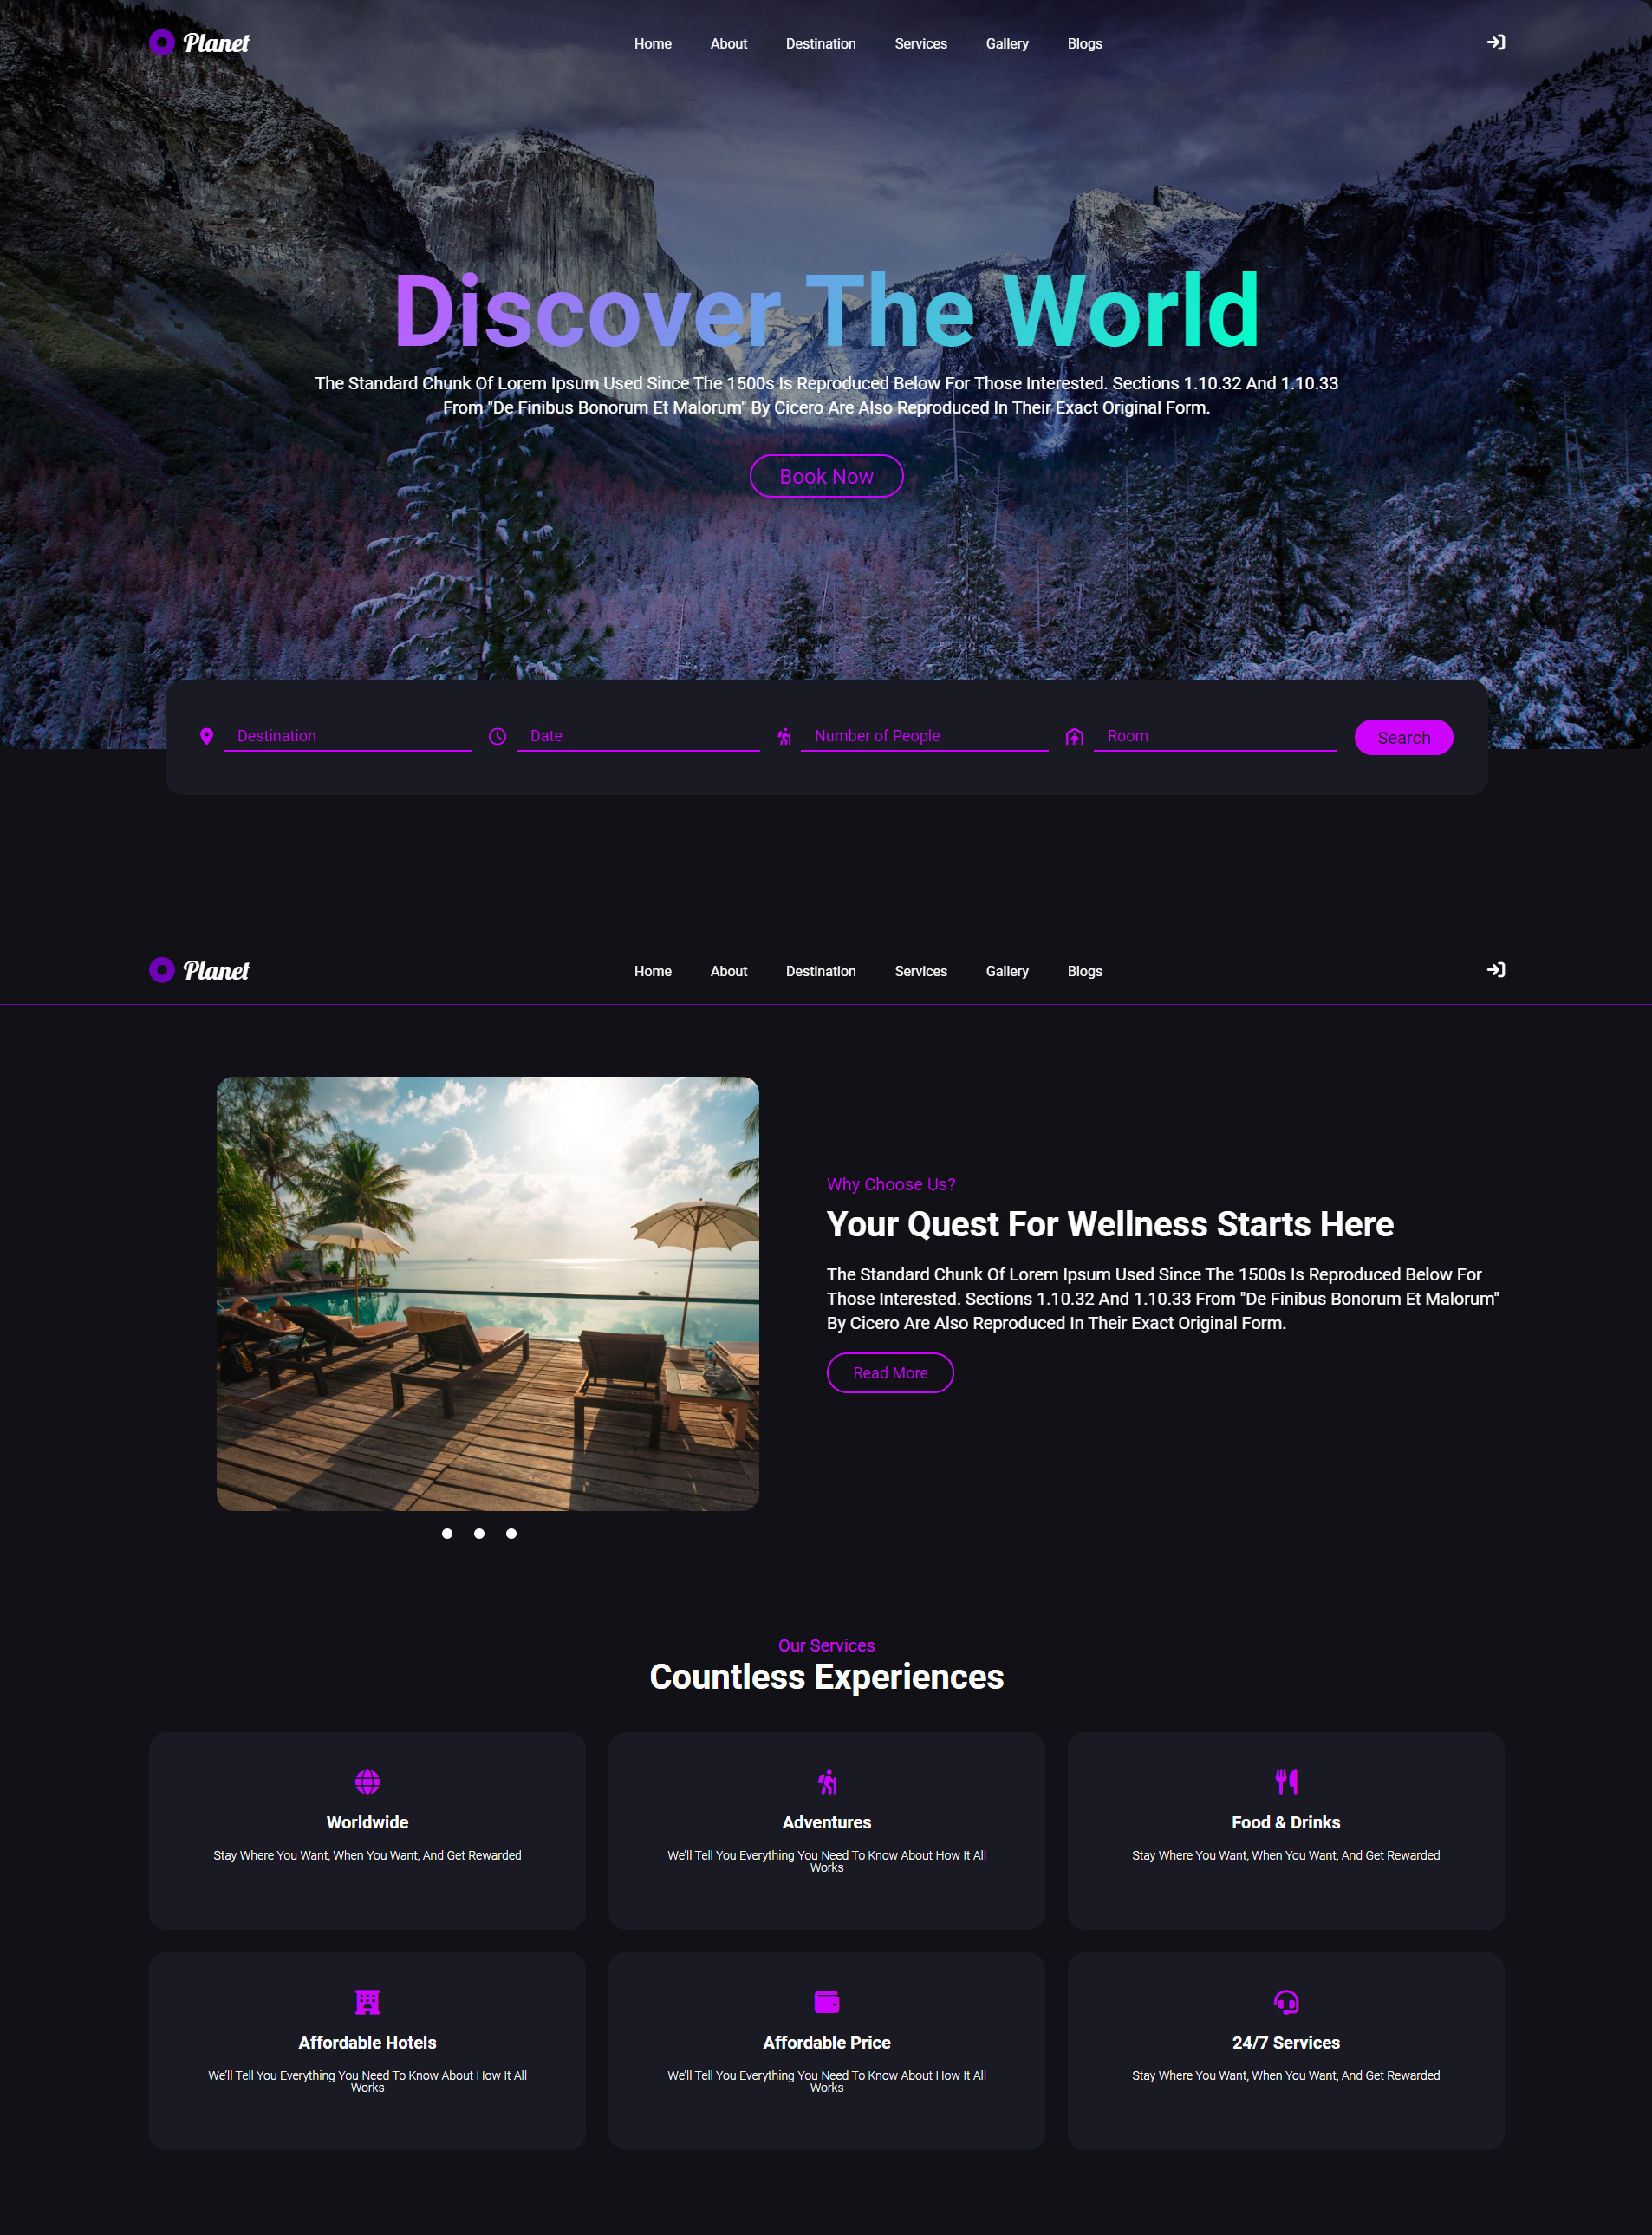 Planet
Home About Destination Services Gallery Blogs
Discover The World
The Standard Chunk Of Lorem Ipsum Used Since The 1500s Is Reproduced Below For Those Interested. Sections 1.10.32 And 1.10.33
From "De Finibus Bonorum Et Malorum" By Cicero Are Also Reproduced In Their Exact Original Form.
Book Now
Destination Date Number of People Room Search
Planet
Home About Destination Services Gallery Blogs
Why Choose Us?
Your Quest For Wellness Starts Here
The Standard Chunk Of Lorem Ipsum Used Since The 1500s Is Reproduced Below For
Those Interested. Sections 1.10.32 And 1.10.33 From "De Finibus Bonorum Et Malorum"
By Cicero Are Also Reproduced In Their Exact Original Form.
Read More
Our Services
Countless Experiences
Worldwide
Stay Where You Want, When You Want, And Get Rewarded
Adventures
We'll Tell You Everything You Need To Know About How It All
Works
Food & Drinks
Stay Where You Want, When You Want, And Get Rewarded
Affordable Hotels
We'll Tell You Everything You Need To Know About How It All
Works
Affordable Price
We'll Tell You Everything You Need To Know About How It All
Works
24/7 Services
Stay Where You Want, When You Want, And Get Rewarded